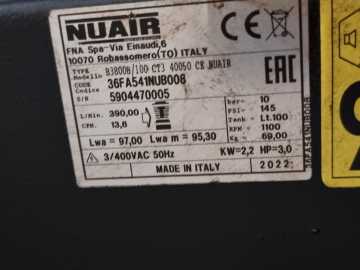 NUAIR
FNA Spa-Via Einaudi,6
10070 Robassomero(TO) ITALY
CE
TYPE Modello B3800B/100 CT3 40050 CE NUAIR
CODE Codice 36FA541NUB008
S/N 5904470005
EAC
L/Min. 390,00
CFM. 13,8
bar= 10
PSI= 145
Tank = Lt.100
RPM = 1100
Kg = 69,00
Lwa = 97,00 Lwa m = 95,30
3/400VAC 50Hz
KW=2,2 HP=3,0
MADE IN ITALY
2022
36FA541NUB008